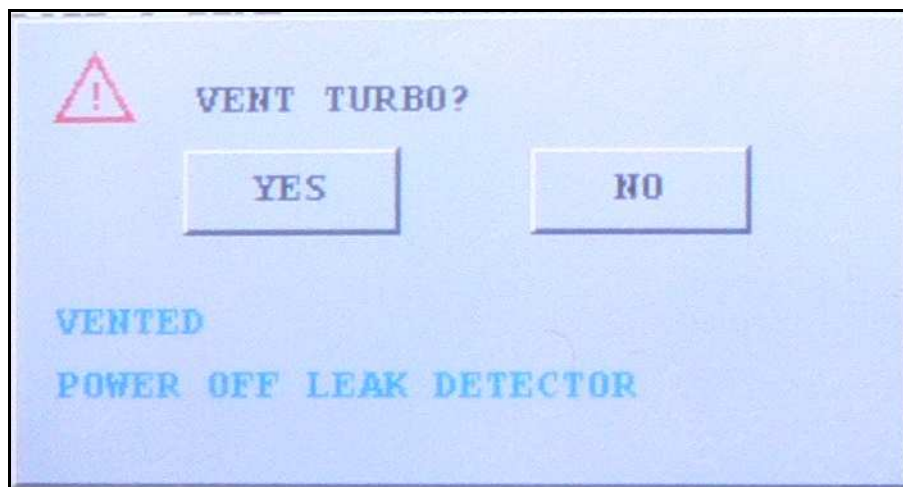 VENT TURBO?
YES NO
VENTED
POWER OFF LEAK DETECTOR